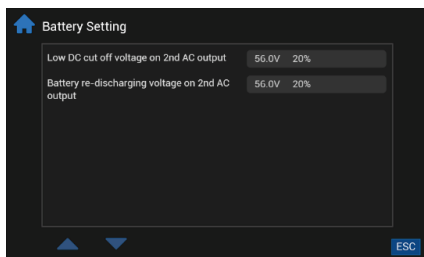 Battery Setting
Low DC cut off voltage on 2nd AC output 56.0V 20%
Battery re-discharging voltage on 2nd AC 56.0V 20%
output
ESC